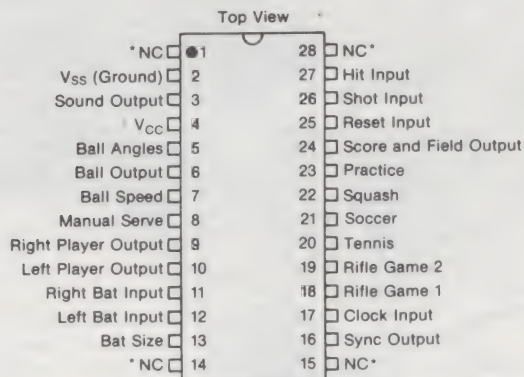 Top View
*NC 1 28 NC*
VSS (Ground) 2 27 Hit Input
Sound Output 3 26 Shot Input
VCC 4 25 Reset Input
Ball Angles 5 24 Score and Field Output
Ball Output 6 23 Practice
Ball Speed 7 22 Squash
Manual Serve 8 21 Soccer
Right Player Output 9 20 Tennis
Left Player Output 10 19 Rifle Game 2
Right Bat Input 11 18 Rifle Game 1
Left Bat Input 12 17 Clock Input
Bat Size 13 16 Sync Output
*NC 14 15 NC*